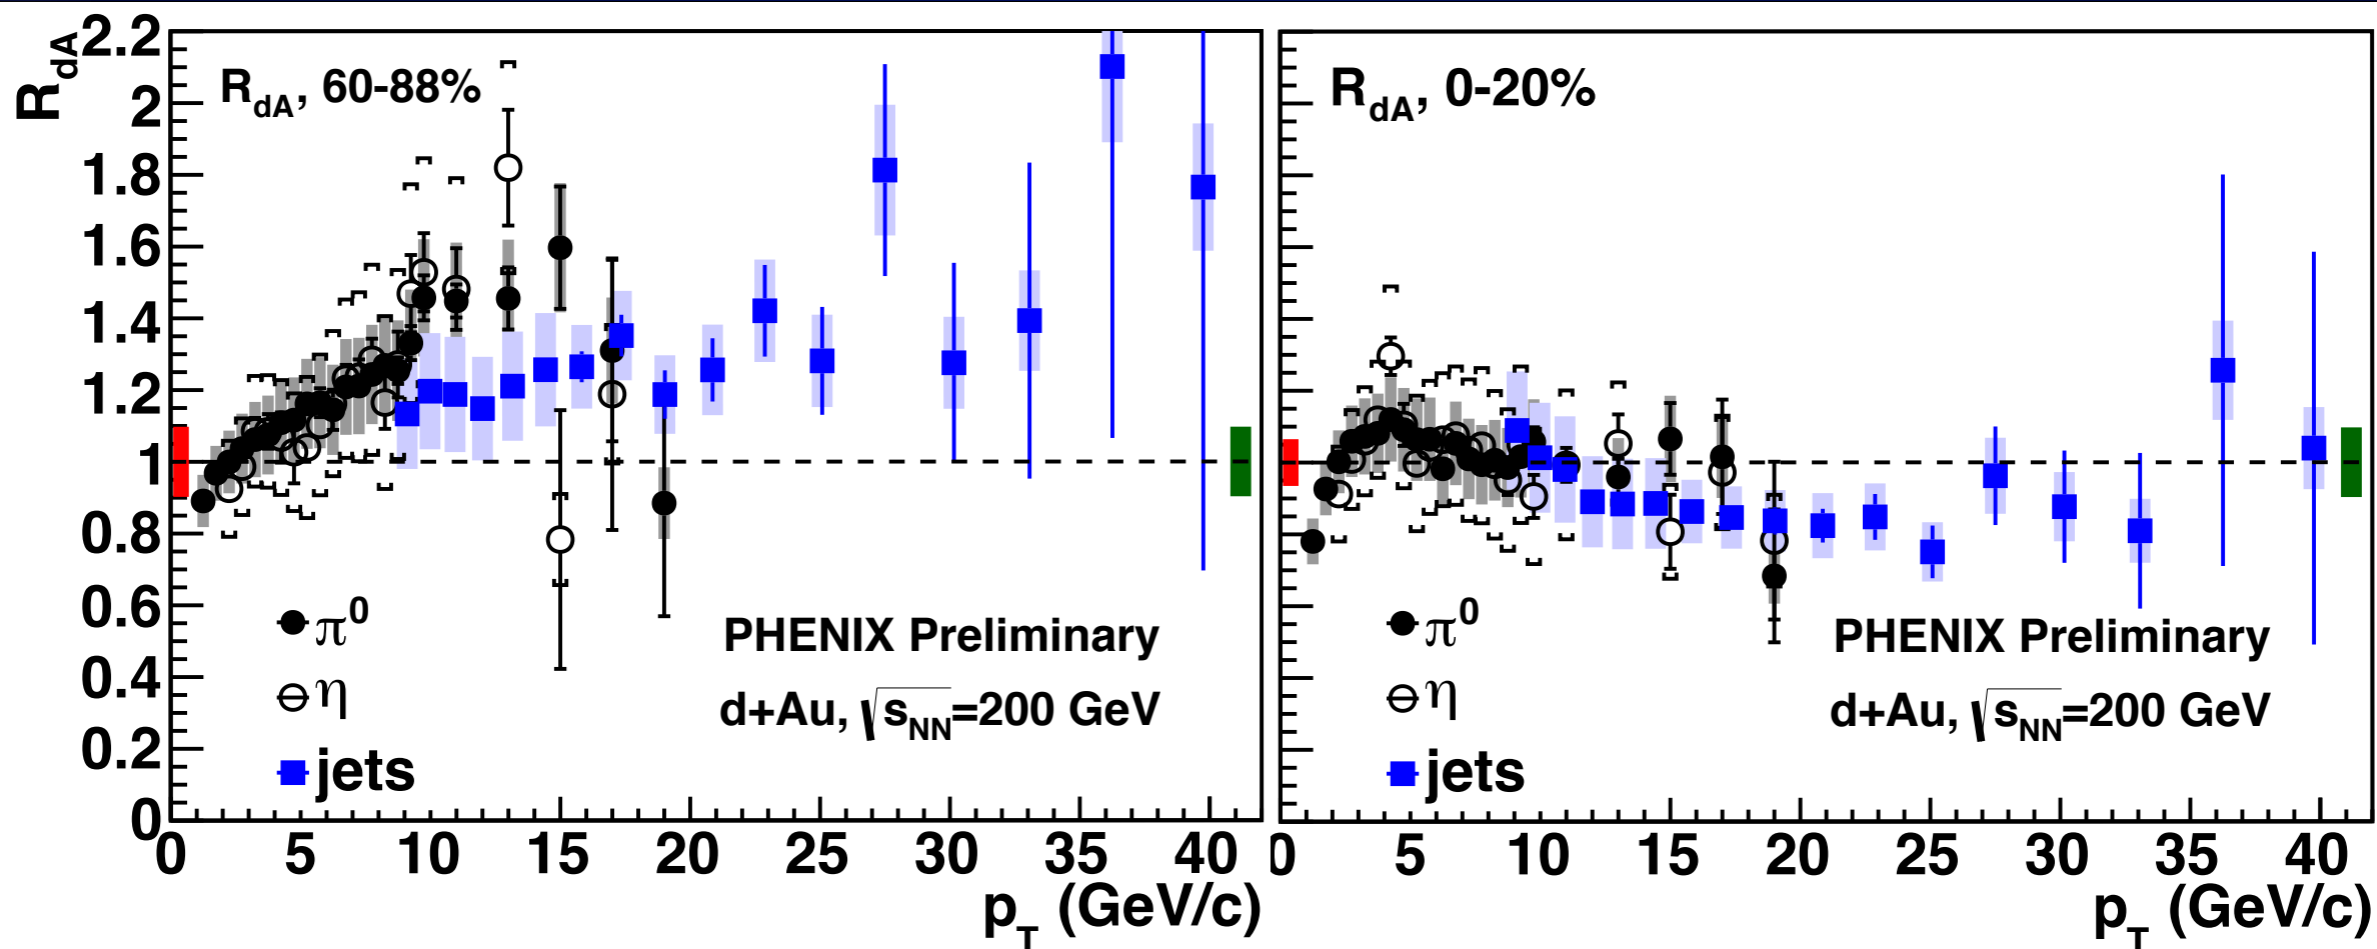 R_dA
2.2
2
1.8
1.6
1.4
1.2
1
0.8
0.6
0.4
0.2
0
R_dA, 60-88%
π^0
η
jets
PHENIX Preliminary
d+Au, √s_NN=200 GeV
0 5 10 15 20 25 30 35 40
p_T (GeV/c)
R_dA, 0-20%
π^0
η
jets
PHENIX Preliminary
d+Au, √s_NN=200 GeV
0 5 10 15 20 25 30 35 40
p_T (GeV/c)